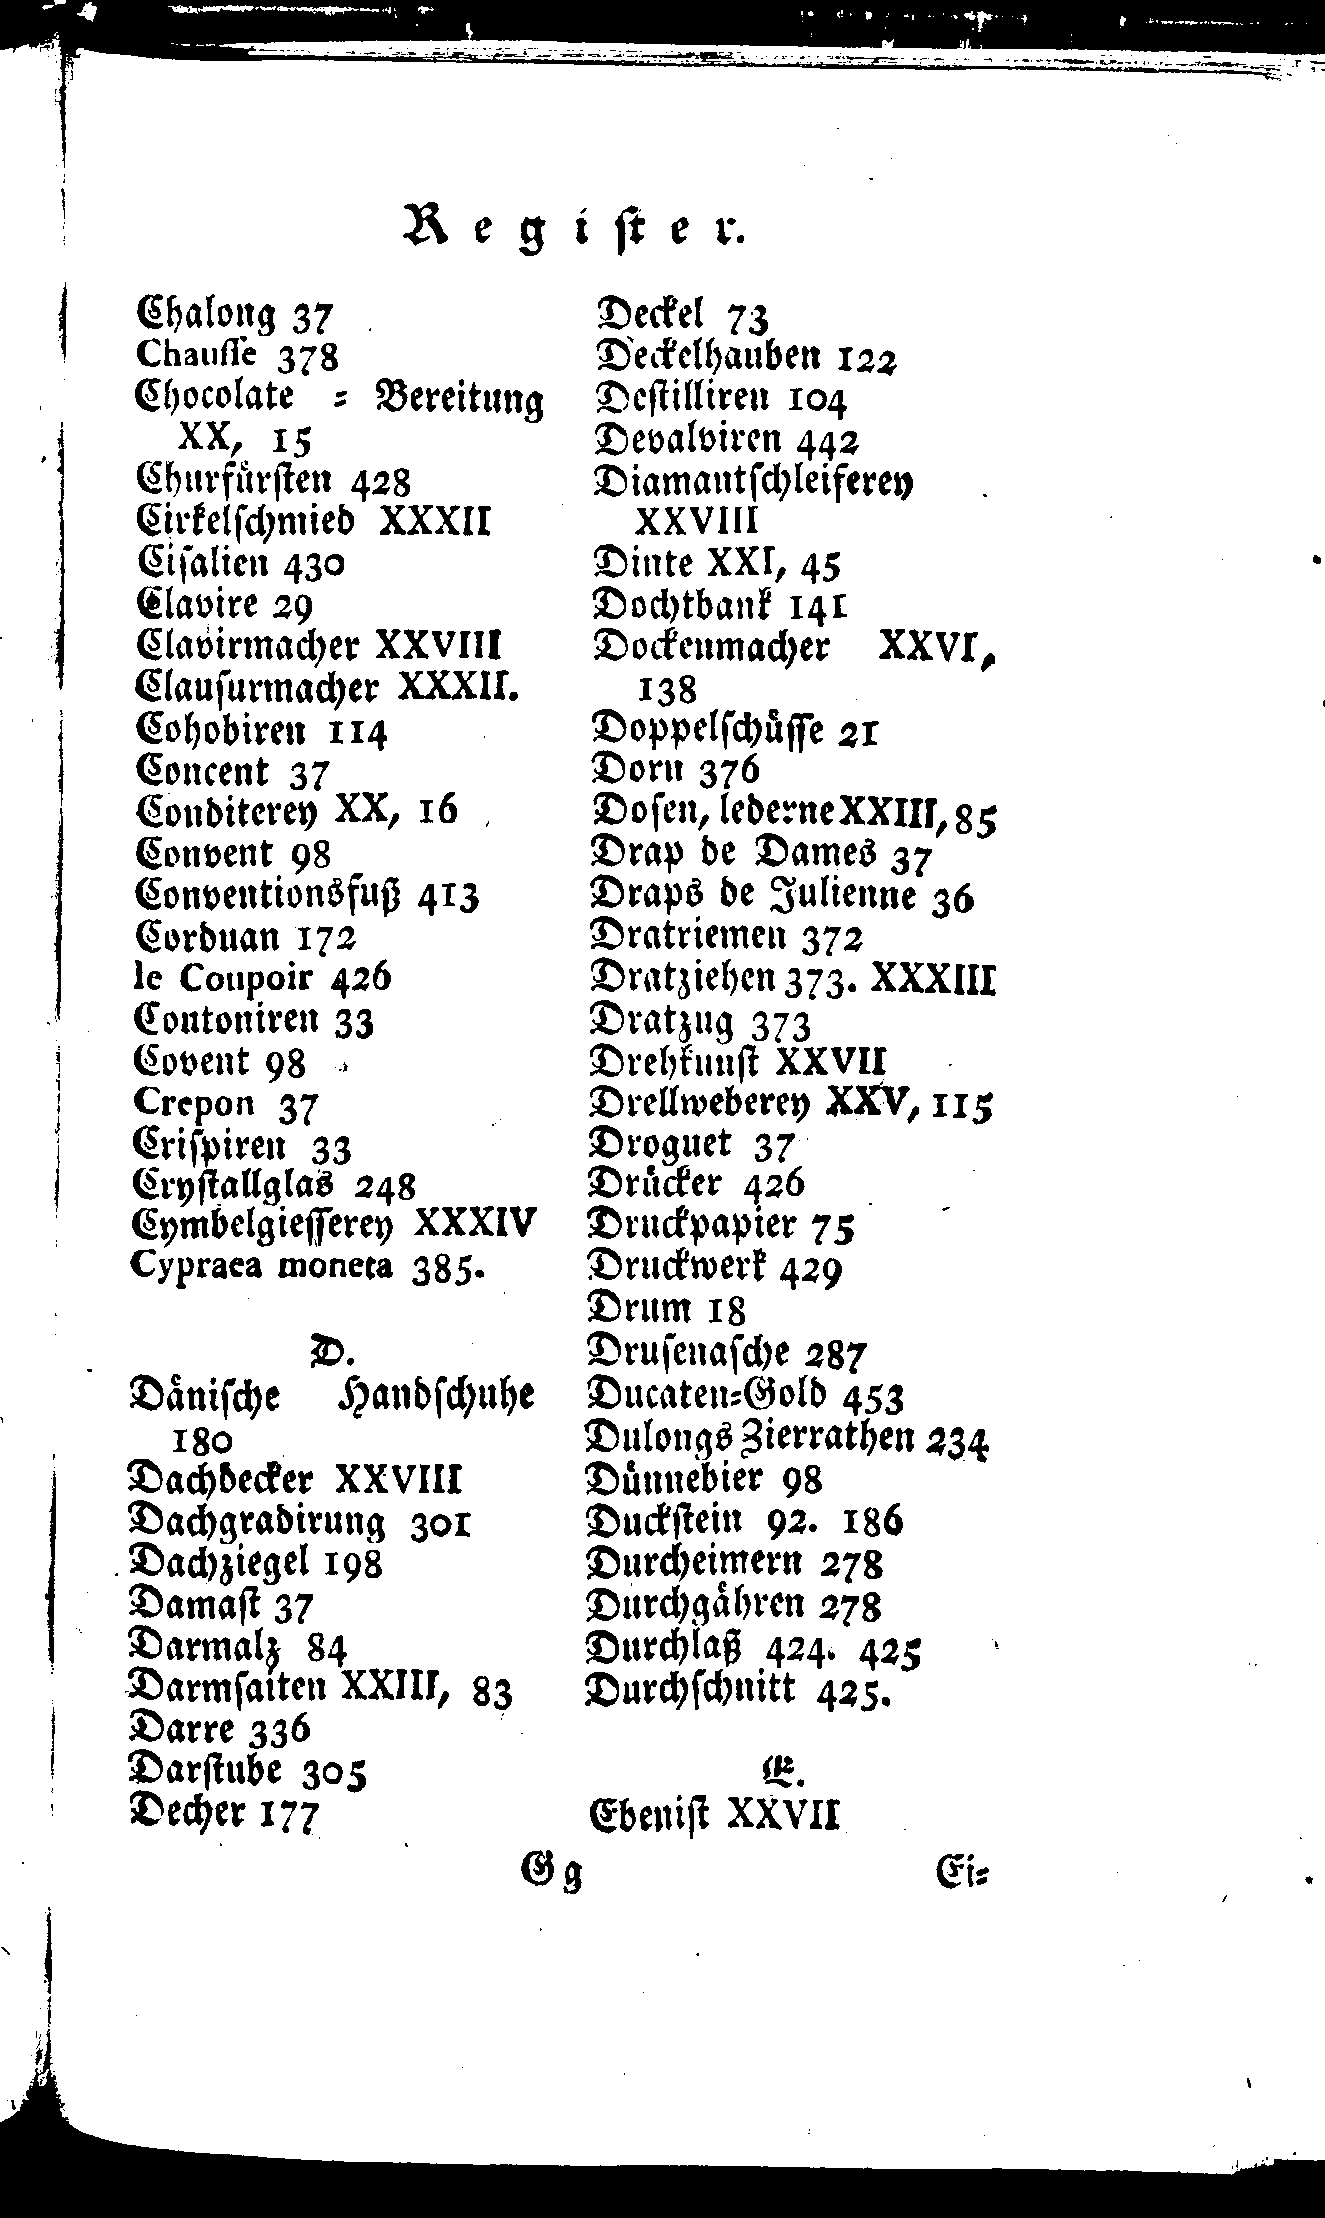 Regiſter.
Chalong 37
Chauſſe 378
Chocolate = Bereitung
XX, 15
Churfürſten 428
Cirkelſchmied XXXII
Ciſalien 430
Clavire 29
Clavirmacher XXVIII
Clauſurmacher XXXII.
Cohobiren 114
Concent 37
Conditerey XX, 16
Convent 98
Conventionsfuß 413
Corduan 172
le Coupoir 426
Coutoniren 33
Covent 98
Crepon 37
Criſpiren 33
Cryſtallglas 248
Cymbelgieſſerey XXXIV
Cypraea moneta 385.
D.
Däniſche Handſchuhe
180
Dachdecker XXVIII
Dachgradirung 301
Dachziegel 198
Damaſt 37
Darmalz 84
Darmſaiten XXIII, 83
Darre 336
Darſtube 305
Decher 177
Deckel 73
Deckelhauben 122
Deſtilliren 104
Devalviren 442
Diamantſchleiferey
XXVIII
Dinte XXI, 45
Dochtbank 141
Dockenmacher XXVI,
138
Doppelſchüſſe 21
Dorn 376
Doſen, lederne XXIII, 85
Drap de Dames 37
Draps de Julienne 36
Dratriemen 372
Dratziehen 373. XXXIII
Dratzug 373
Drehkunſt XXVII
Drellweberey XXV, 115
Droguet 37
Drücker 426
Druckpapier 75
Druckwerk 429
Drum 18
Druſenaſche 287
Ducaten=Gold 453
Dulongs Zierrathen 234
Dünnebier 98
Duckſtein 92. 186
Durcheimern 278
Durchgähren 278
Durchlaß 424. 425
Durchſchnitt 425.
E.
Ebeniſt XXVII
Gg
Ei=